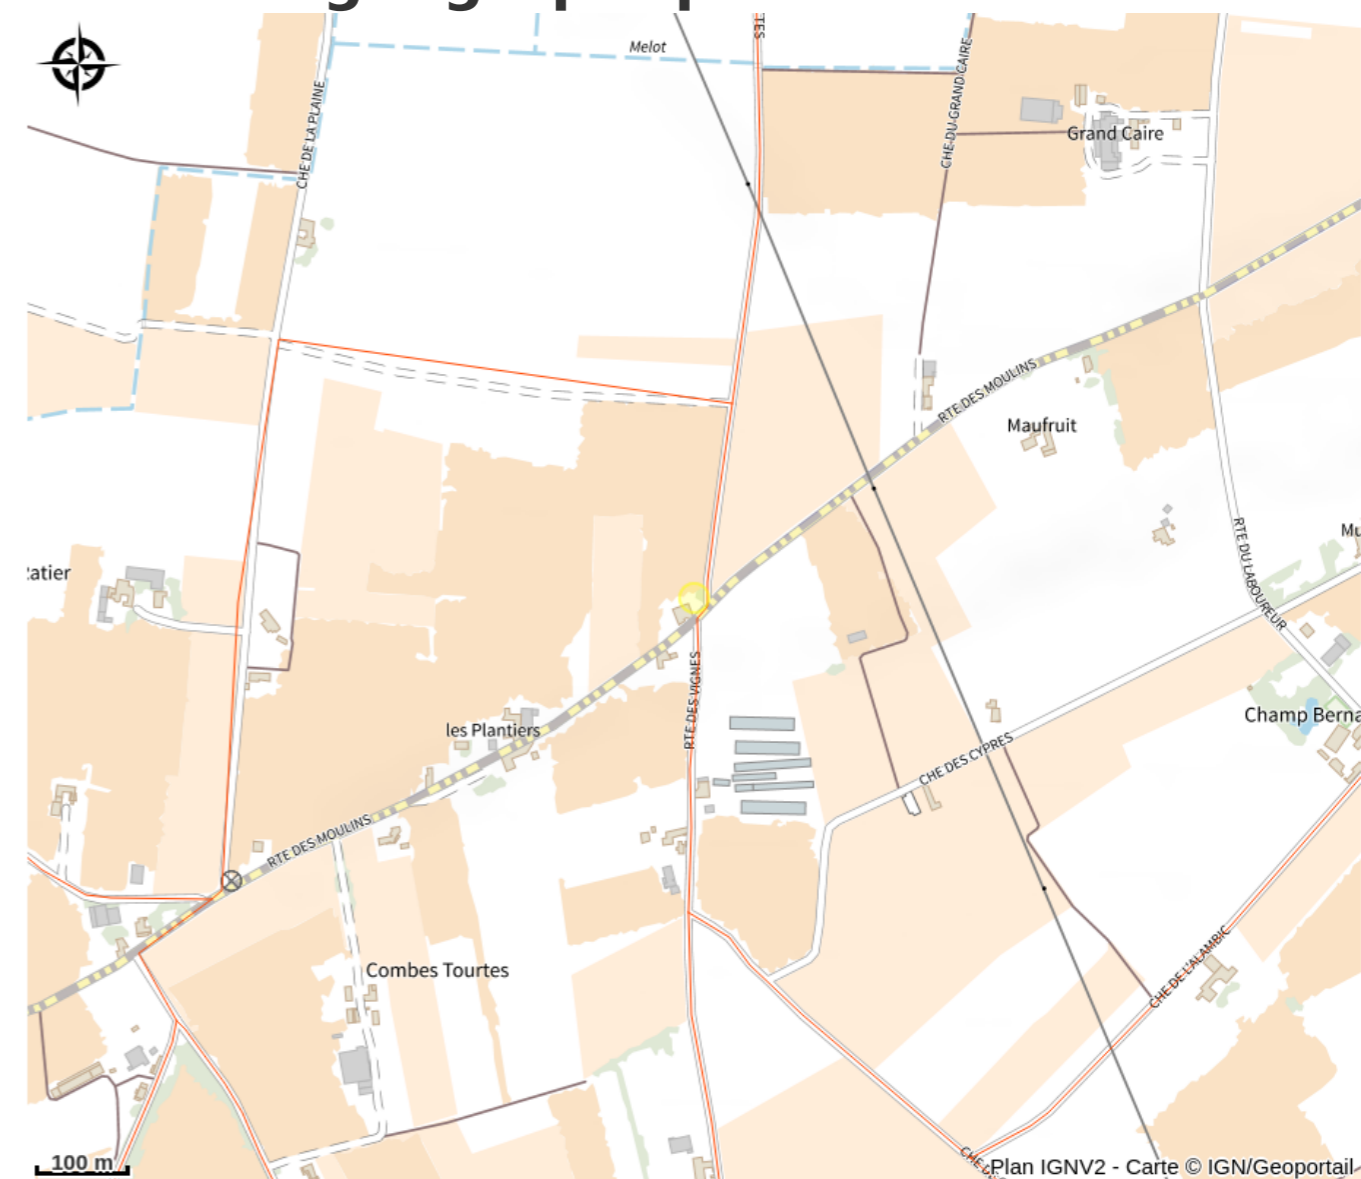 Melot
TES
CHE DE LA PLAINE
CHE DU GRAND CAIRE
Grand Caire
RTE DES MOULINS
Maufruit
RTE DU LABOUREUR
RTE DES VIGNES
les Plantiers
Champ Berna
CHE DES CYPRES
RTE DES MOULINS
Combes Tourtes
CHE DE L'ALAMBIC
100 m
Plan IGNV2 - Carte © IGN/Geoportail